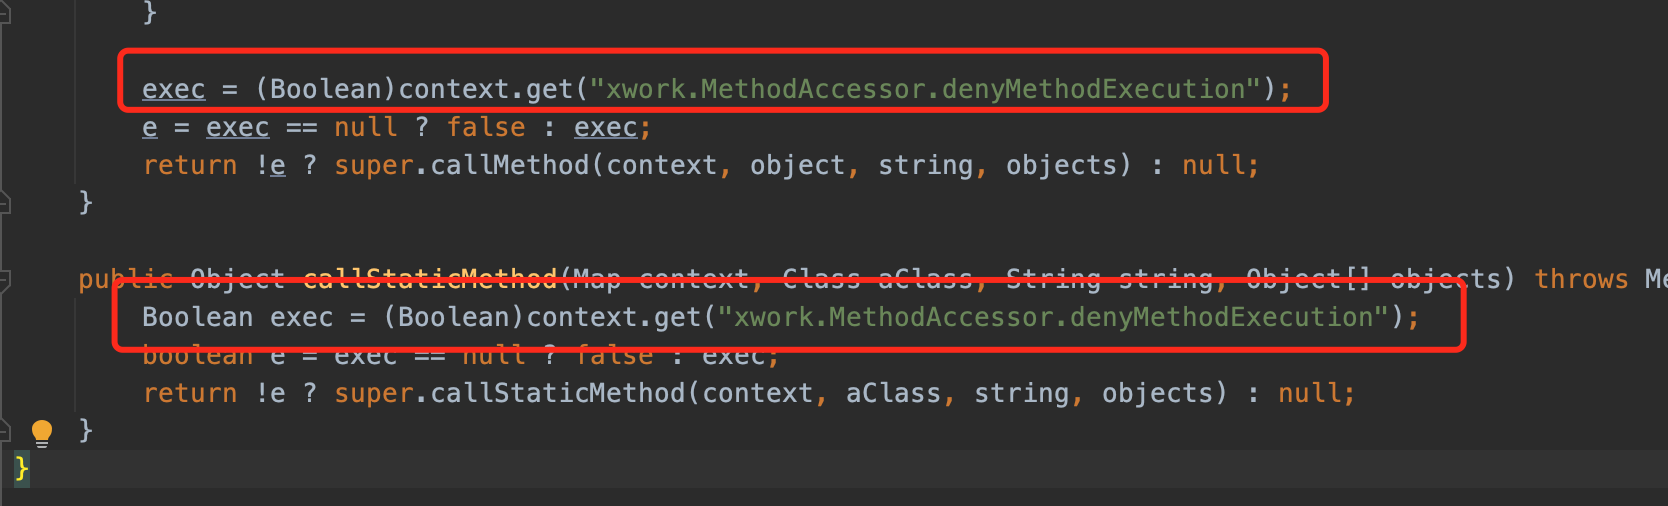 }
exec = (Boolean)context.get("xwork.MethodAccessor.denyMethodExecution");
e = exec == null ? false : exec;
return !e ? super.callMethod(context, object, string, objects) : null;
}
public Object callStaticMethod(Map context, Class aClass, String string, Object[] objects) throws Me
Boolean exec = (Boolean)context.get("xwork.MethodAccessor.denyMethodExecution");
boolean e = exec == null ? false : exec;
return !e ? super.callStaticMethod(context, aClass, string, objects) : null;
}
}